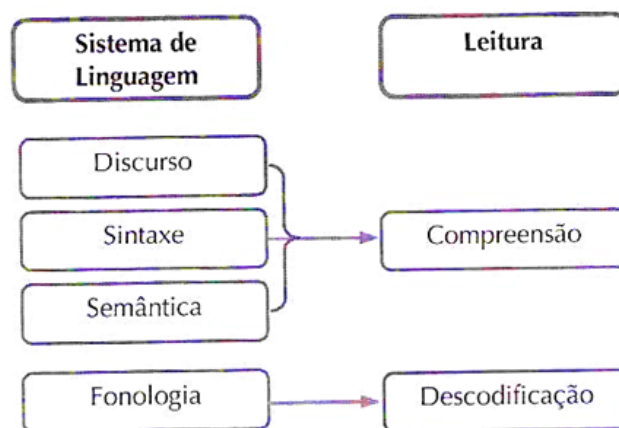 Sistema de
Linguagem
Leitura
Discurso
Sintaxe
Compreensão
Semântica
Fonologia
Descodificação